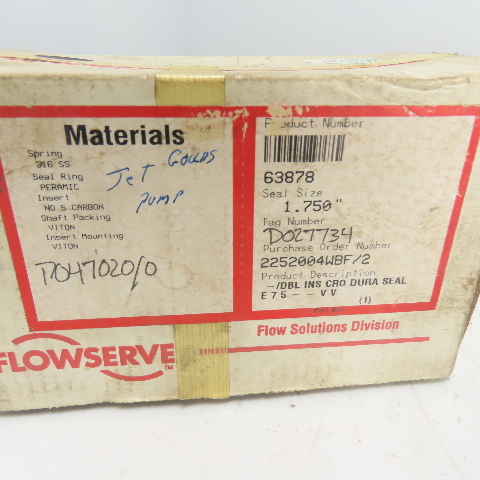 Materials
Spring
316 SS
Seal Ring
PERAMIC
Insert
NO 5 CARBON
Shaft Packing
VITON
Insert Mounting
VITON
Jet Goulds
Pump
D047020/0
FLOWSERVE
TM
Product Number
63878
Seal Size
1.750"
Tag Number
D027734
Purchase Order Number
2252004WBF/2
Product Description
-/DBL INS CRO DURA SEAL
E75--VV
(1)
Flow Solutions Division